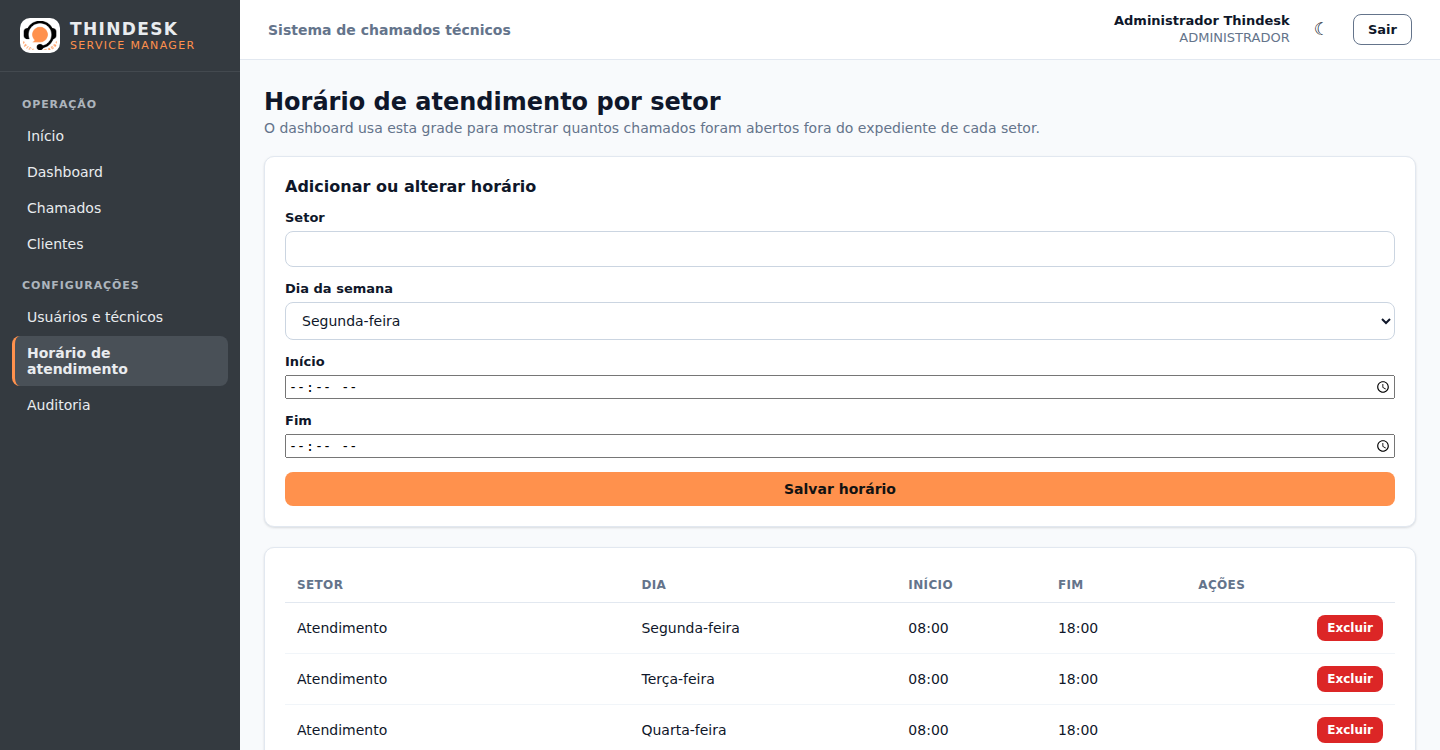 THINDESK
SERVICE MANAGER
Sistema de chamados técnicos
Administrador Thindesk
ADMINISTRADOR
Sair
OPERAÇÃO
Início
Dashboard
Chamados
Clientes
CONFIGURAÇÕES
Usuários e técnicos
Horário de
atendimento
Auditoria
Horário de atendimento por setor
O dashboard usa esta grade para mostrar quantos chamados foram abertos fora do expediente de cada setor.
Adicionar ou alterar horário
Setor
Dia da semana
Segunda-feira
Início
--:-- --
Fim
--:-- --
Salvar horário
SETOR DIA INÍCIO FIM AÇÕES
Atendimento Segunda-feira 08:00 18:00 Excluir
Atendimento Terça-feira 08:00 18:00 Excluir
Atendimento Quarta-feira 08:00 18:00 Excluir